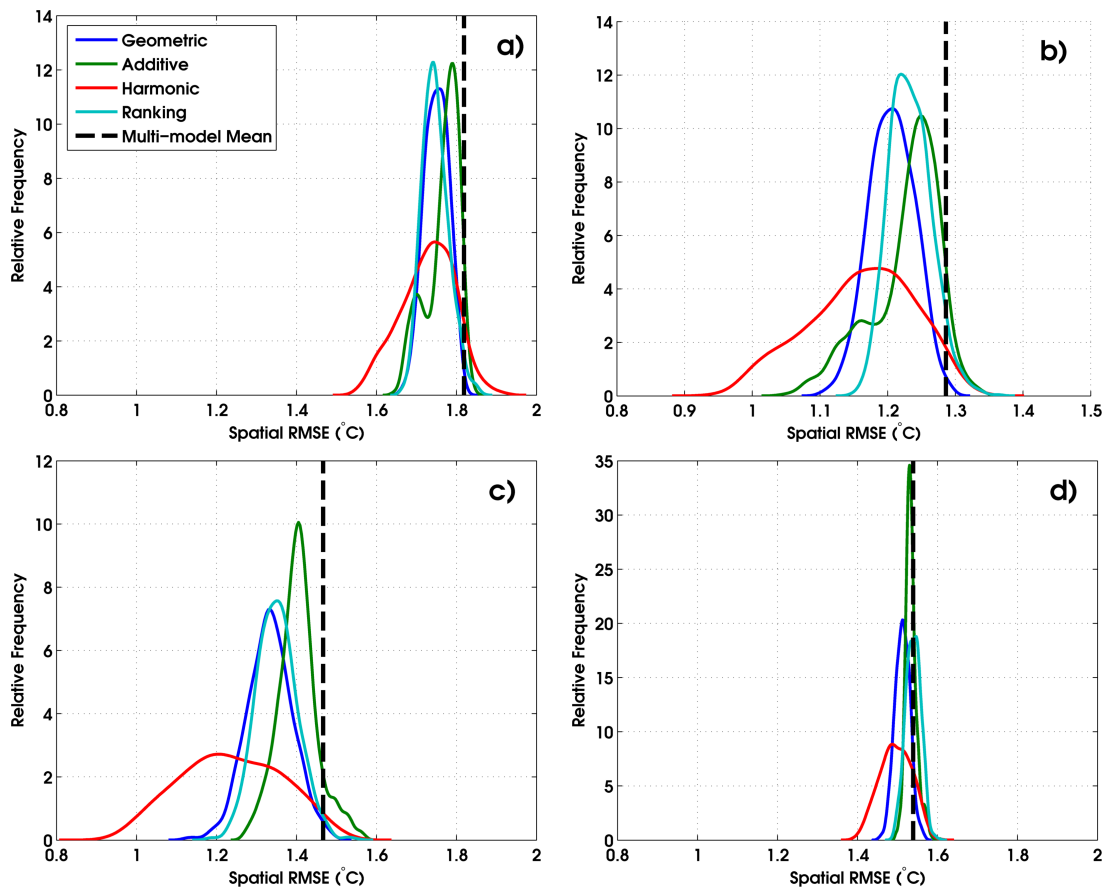 a)
14
12
10
8
6
4
2
0
Relative Frequency
Geometric
Additive
Harmonic
Ranking
Multi-model Mean
0.8 1 1.2 1.4 1.6 1.8 2
Spatial RMSE (°C)
b)
14
12
10
8
6
4
2
0
Relative Frequency
0.8 0.9 1 1.1 1.2 1.3 1.4 1.5
Spatial RMSE (°C)
c)
12
10
8
6
4
2
0
Relative Frequency
0.8 1 1.2 1.4 1.6 1.8 2
Spatial RMSE (°C)
d)
35
30
25
20
15
10
5
0
Relative Frequency
0.8 1 1.2 1.4 1.6 1.8 2
Spatial RMSE (°C)